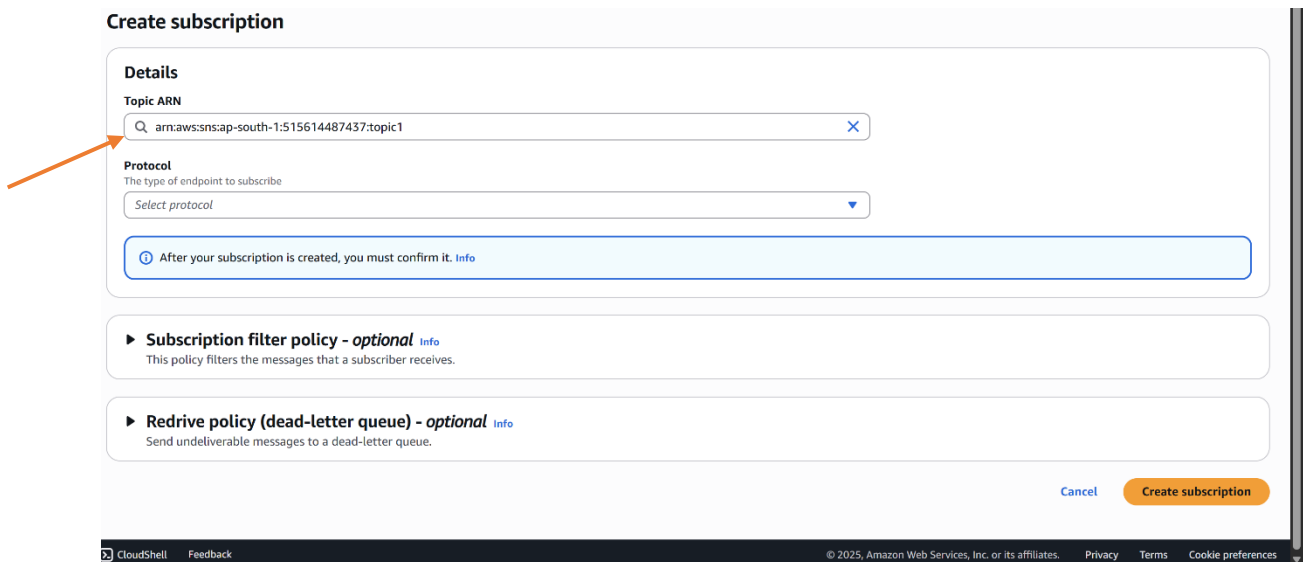 Create subscription
Details
Topic ARN
arn:aws:sns:ap-south-1:515614487437:topic1
Protocol
The type of endpoint to subscribe
Select protocol
After your subscription is created, you must confirm it. Info
Subscription filter policy - optional Info
This policy filters the messages that a subscriber receives.
Redrive policy (dead-letter queue) - optional Info
Send undeliverable messages to a dead-letter queue.
Cancel Create subscription
CloudShell Feedback © 2025, Amazon Web Services, Inc. or its affiliates. Privacy Terms Cookie preferences